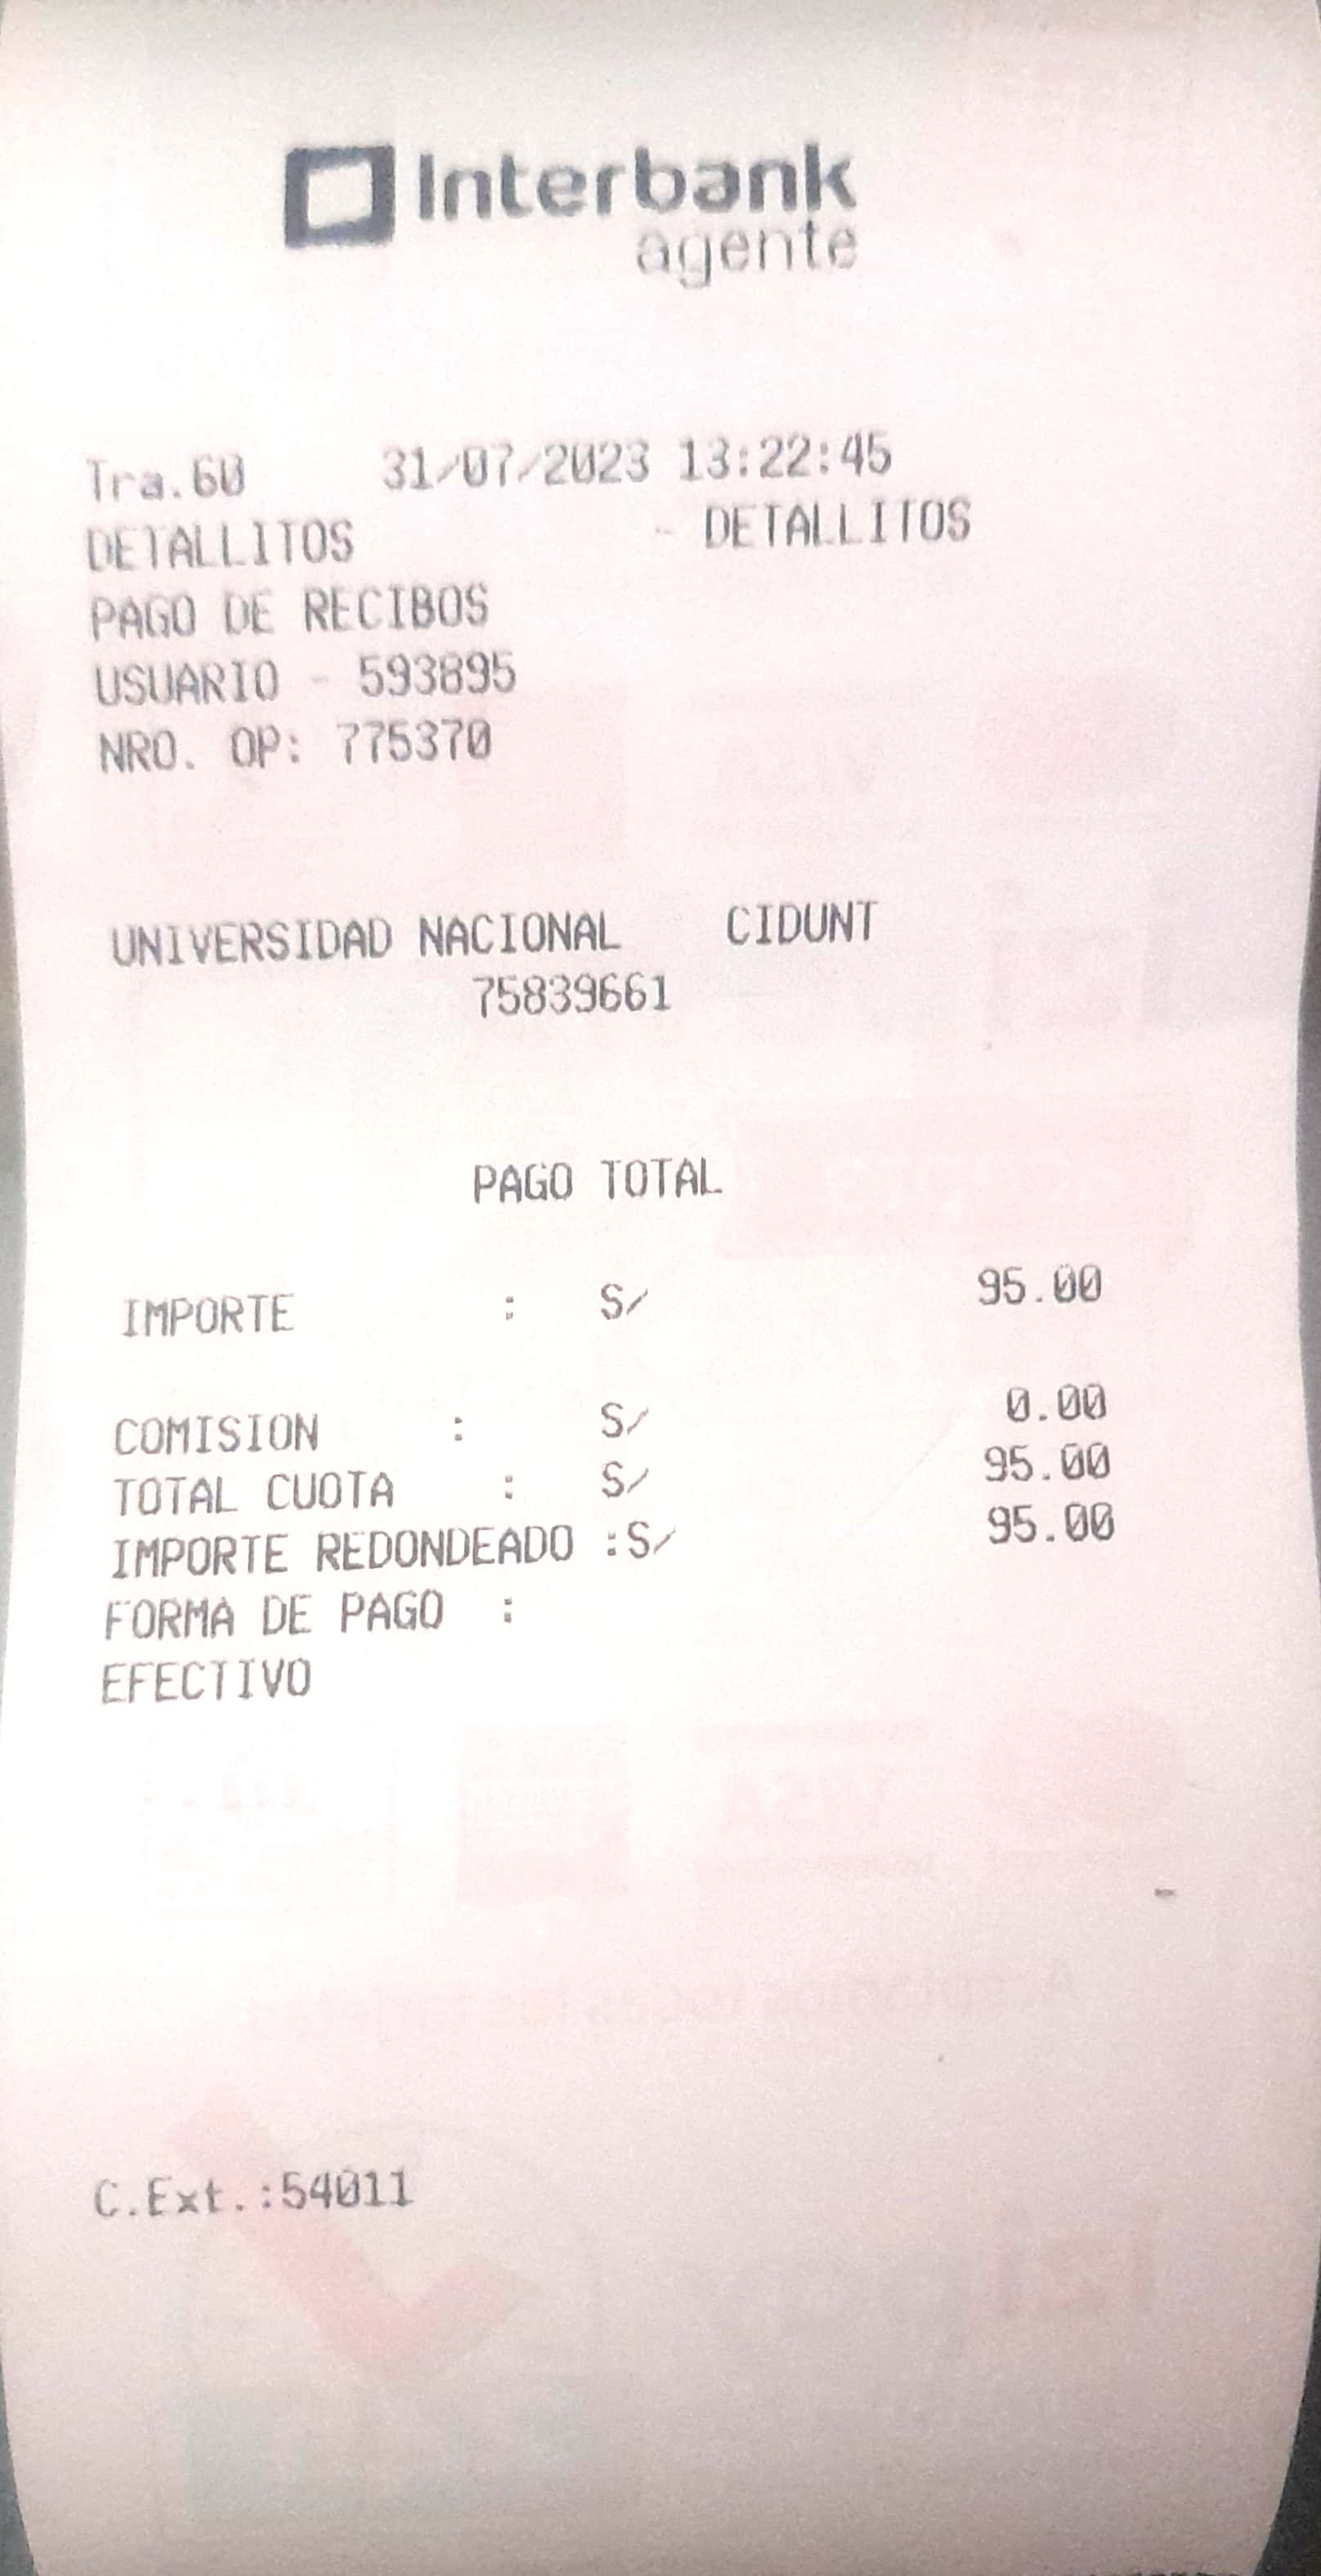 Interbank
agente
Tra.60 31/07/2023 13:22:45
DETALLITOS - DETALLITOS
PAGO DE RECIBOS
USUARIO - 593895
NRO. OP: 775370
UNIVERSIDAD NACIONAL CIDUNT
75839661
PAGO TOTAL
IMPORTE : S/ 95.00
COMISION : S/ 0.00
TOTAL CUOTA : S/ 95.00
IMPORTE REDONDEADO :S/ 95.00
FORMA DE PAGO :
EFECTIVO
C.Ext.:54011